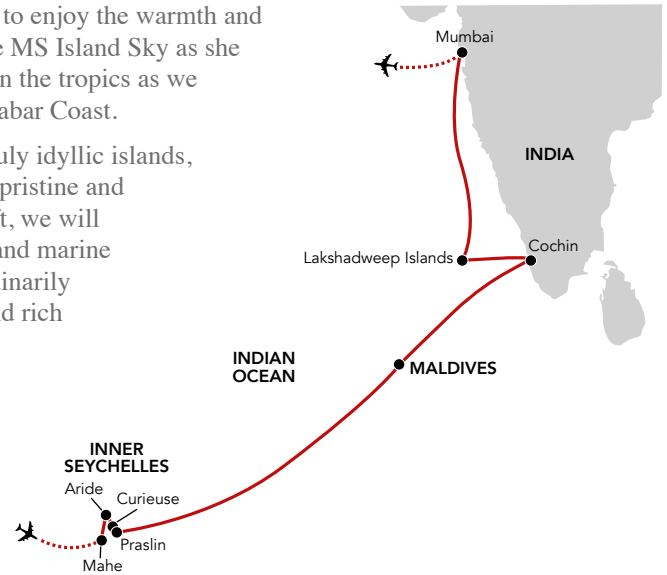 to enjoy the warmth and
MS Island Sky as she
n the tropics as we
abar Coast.
uly idyllic islands,
pristine and
ft, we will
and marine
linarily
d rich
Mumbai
INDIA
Lakshadweep Islands
Cochin
INDIAN
OCEAN
MALDIVES
INNER
SEYCHELLES
Aride
Curieuse
Praslin
Mahe